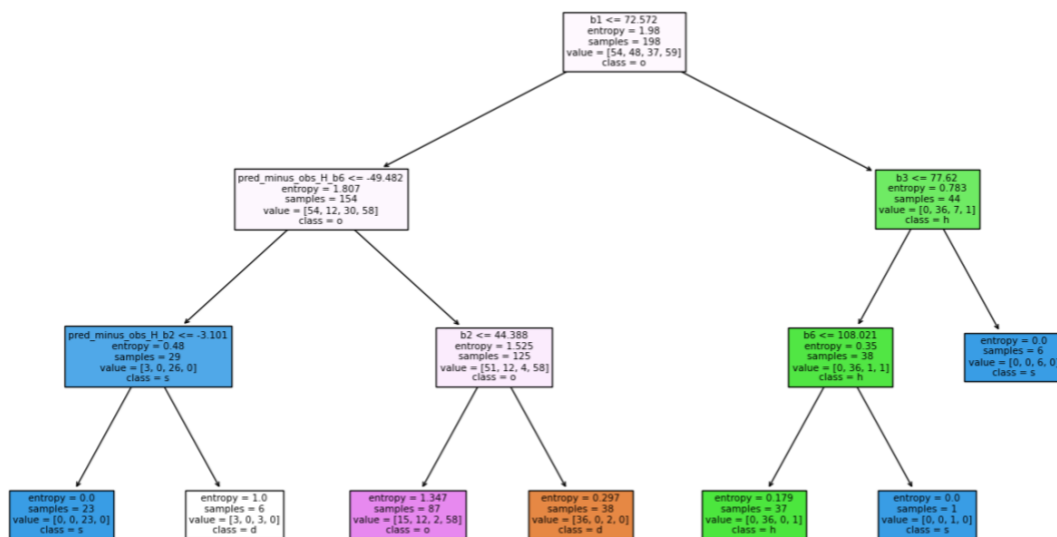 b1 <= 72.572
entropy = 1.98
samples = 198
value = [54, 48, 37, 59]
class = o
pred_minus_obs_H_b6 <= -49.482
entropy = 1.807
samples = 154
value = [54, 12, 30, 58]
class = o
b3 <= 77.62
entropy = 0.783
samples = 44
value = [0, 36, 7, 1]
class = h
pred_minus_obs_H_b2 <= -3.101
entropy = 0.48
samples = 29
value = [3, 0, 26, 0]
class = s
b2 <= 44.388
entropy = 1.525
samples = 125
value = [51, 12, 4, 58]
class = o
b6 <= 108.021
entropy = 0.35
samples = 38
value = [0, 36, 1, 1]
class = h
entropy = 0.0
samples = 6
value = [0, 0, 6, 0]
class = s
entropy = 0.0
samples = 23
value = [0, 0, 23, 0]
class = s
entropy = 1.0
samples = 6
value = [3, 0, 3, 0]
class = d
entropy = 1.347
samples = 87
value = [15, 12, 2, 58]
class = o
entropy = 0.297
samples = 38
value = [36, 0, 2, 0]
class = d
entropy = 0.179
samples = 37
value = [0, 36, 0, 1]
class = h
entropy = 0.0
samples = 1
value = [0, 0, 1, 0]
class = s